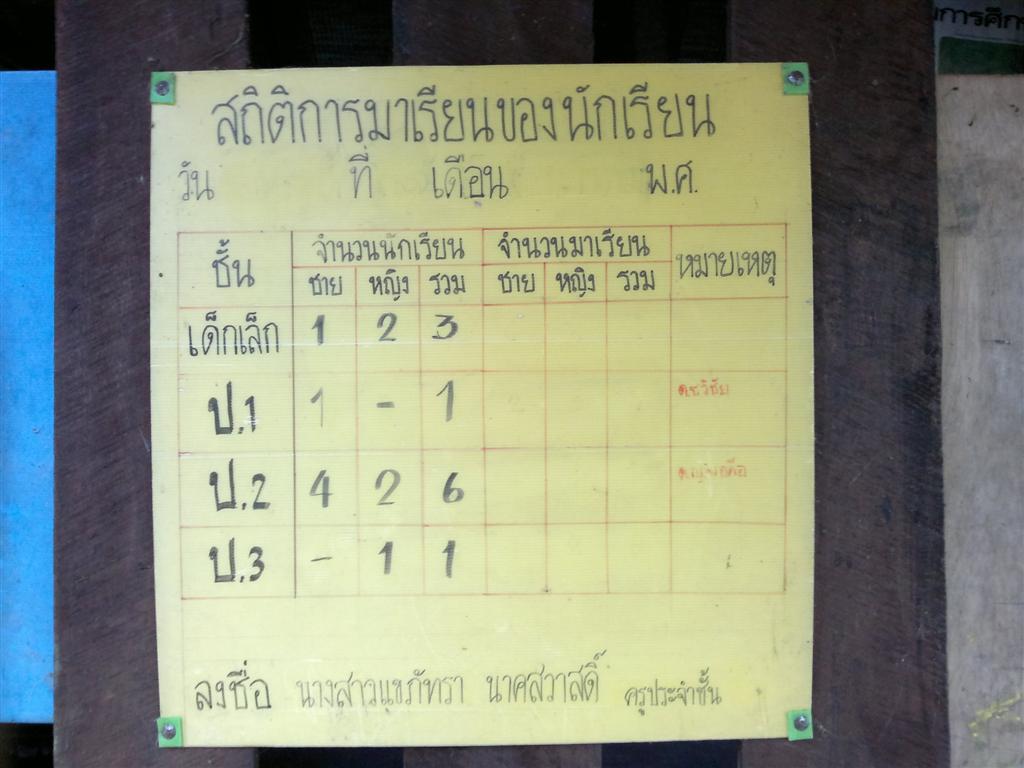 การศึก
สถิติการมาเรียนของนักเรียน
วัน ที่ เดือน พ.ศ.
ชั้น จำนวนนักเรียน จำนวนมาเรียน หมายเหตุ
ชาย หญิง รวม ชาย หญิง รวม
เด็กเล็ก 1 2 3
ป.1 1 - 1
ป.2 4 2 6
ป.3 - 1 1
ลงชื่อ นางสาวแขภัทรา นาคสวาสดิ์ ครูประจำชั้น